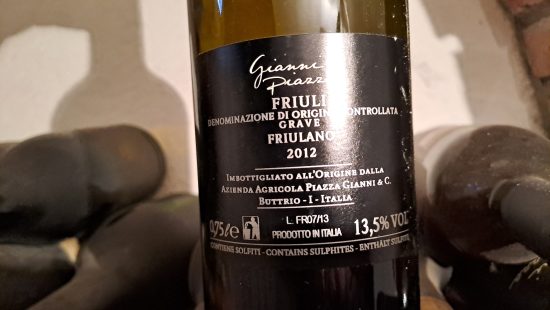 Gianni
Piazza
FRIULI
DENOMINAZIONE DI ORIGINE CONTROLLATA
GRAVE
FRIULANO
2012
IMBOTTIGLIATO ALL'ORIGINE DALLA
AZIENDA AGRICOLA PIAZZA GIANNI & C.
BUTTRIO - I - ITALIA
L. FR07/13
0,75 l e PRODOTTO IN ITALIA 13,5% VOL
CONTIENE SOLFITI - CONTAINS SULPHITES - ENTHÄLT SULFITE